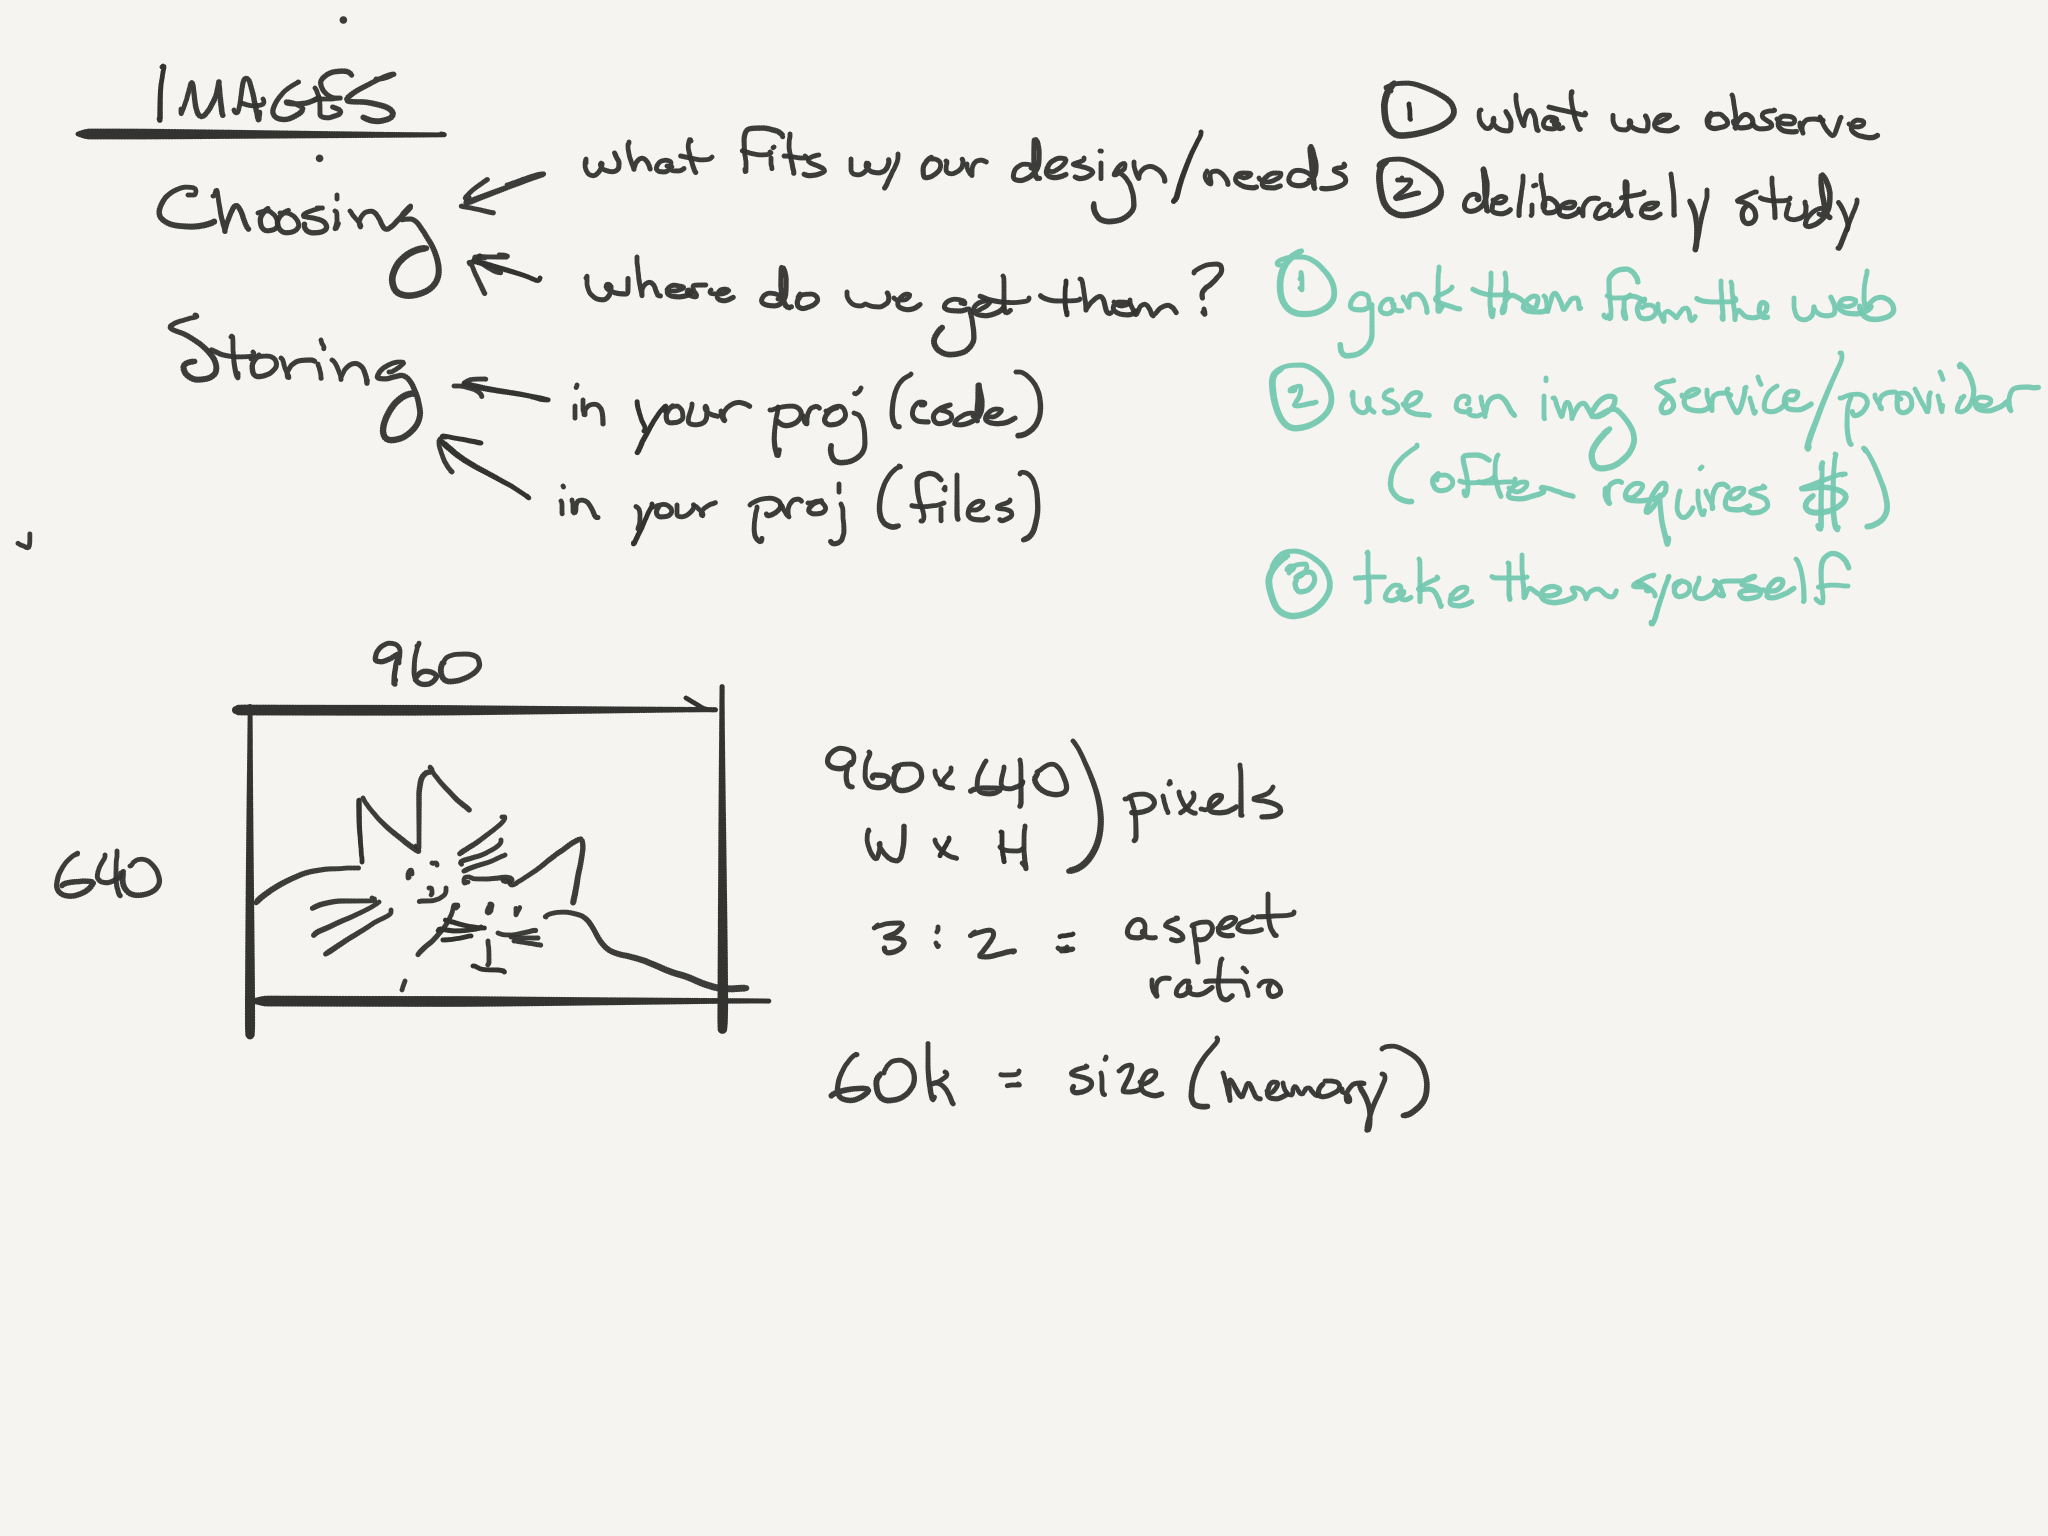 IMAGES
Choosing
what fits w/ our design/needs
① what we observe
② deliberately study
where do we get them?
① gank them from the web
② use an img service/provider
(often requires $)
③ take them yourself
Storing
in your proj (code)
in your proj (files)
960
640
960 x 640
W x H
pixels
3 : 2 = aspect
ratio
60k = size (memory)